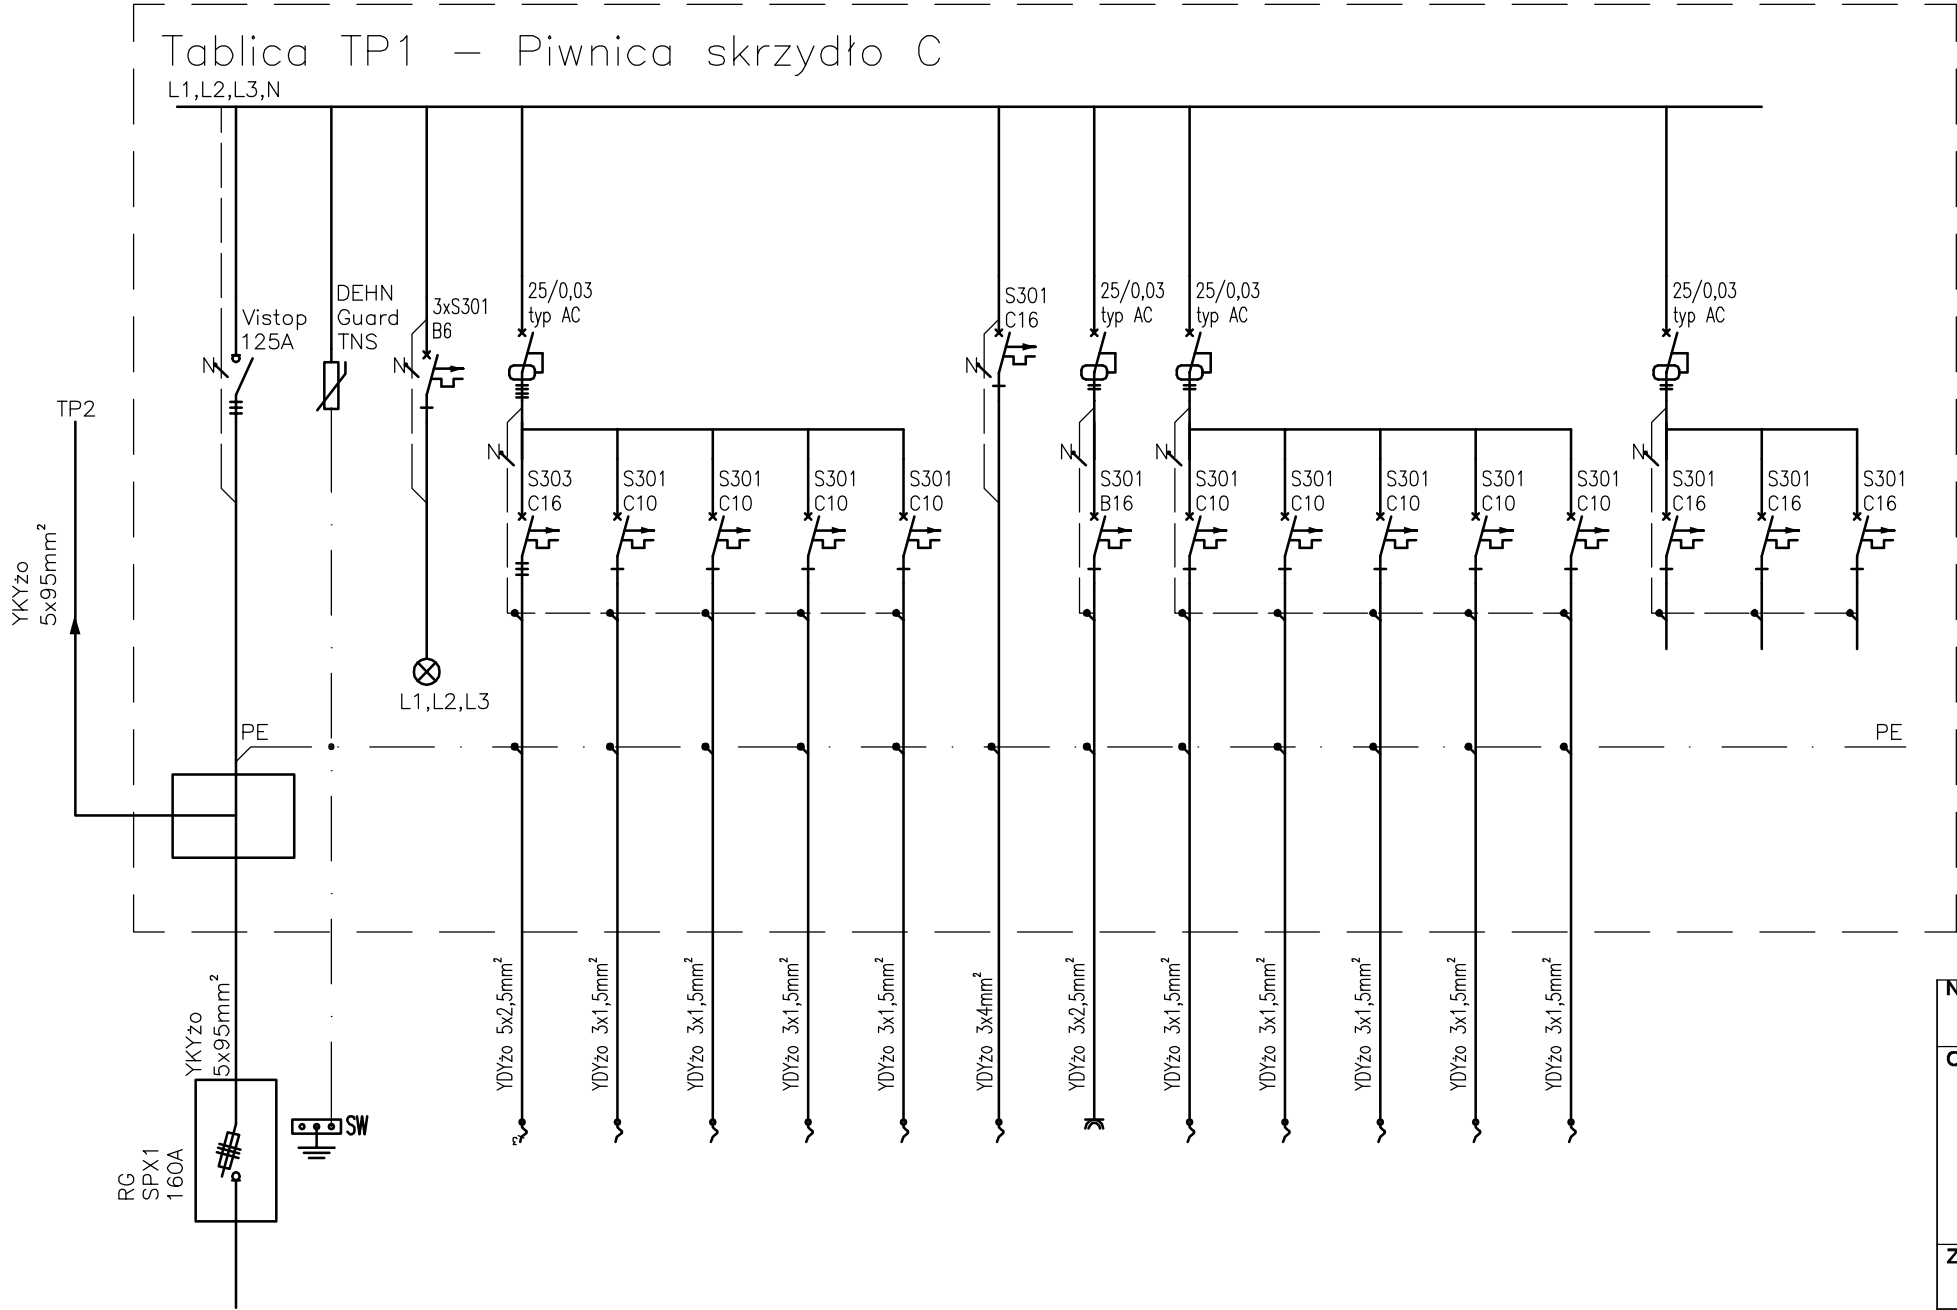 Tablica TP1 – Piwnica skrzydło C
L1,L2,L3,N
Vistop
125A
N
DEHN
Guard
TNS
3xS301
B6
N
25/0,03
typ AC
S301
C16
N
25/0,03
typ AC
25/0,03
typ AC
25/0,03
typ AC
TP2
YKYżo
5x95mm²
N
S303
C16
S301
C10
S301
C10
S301
C10
S301
C10
N
S301
B16
N
S301
C10
S301
C10
S301
C10
S301
C10
S301
C10
N
S301
C16
S301
C16
S301
C16
L1,L2,L3
PE
PE
YKYżo
5x95mm²
YDYżo 5x2,5mm²
YDYżo 3x1,5mm²
YDYżo 3x1,5mm²
YDYżo 3x1,5mm²
YDYżo 3x1,5mm²
YDYżo 3x4mm²
YDYżo 3x2,5mm²
YDYżo 3x1,5mm²
YDYżo 3x1,5mm²
YDYżo 3x1,5mm²
YDYżo 3x1,5mm²
YDYżo 3x1,5mm²
RG
SPX1
160A
SW
3
N
Z